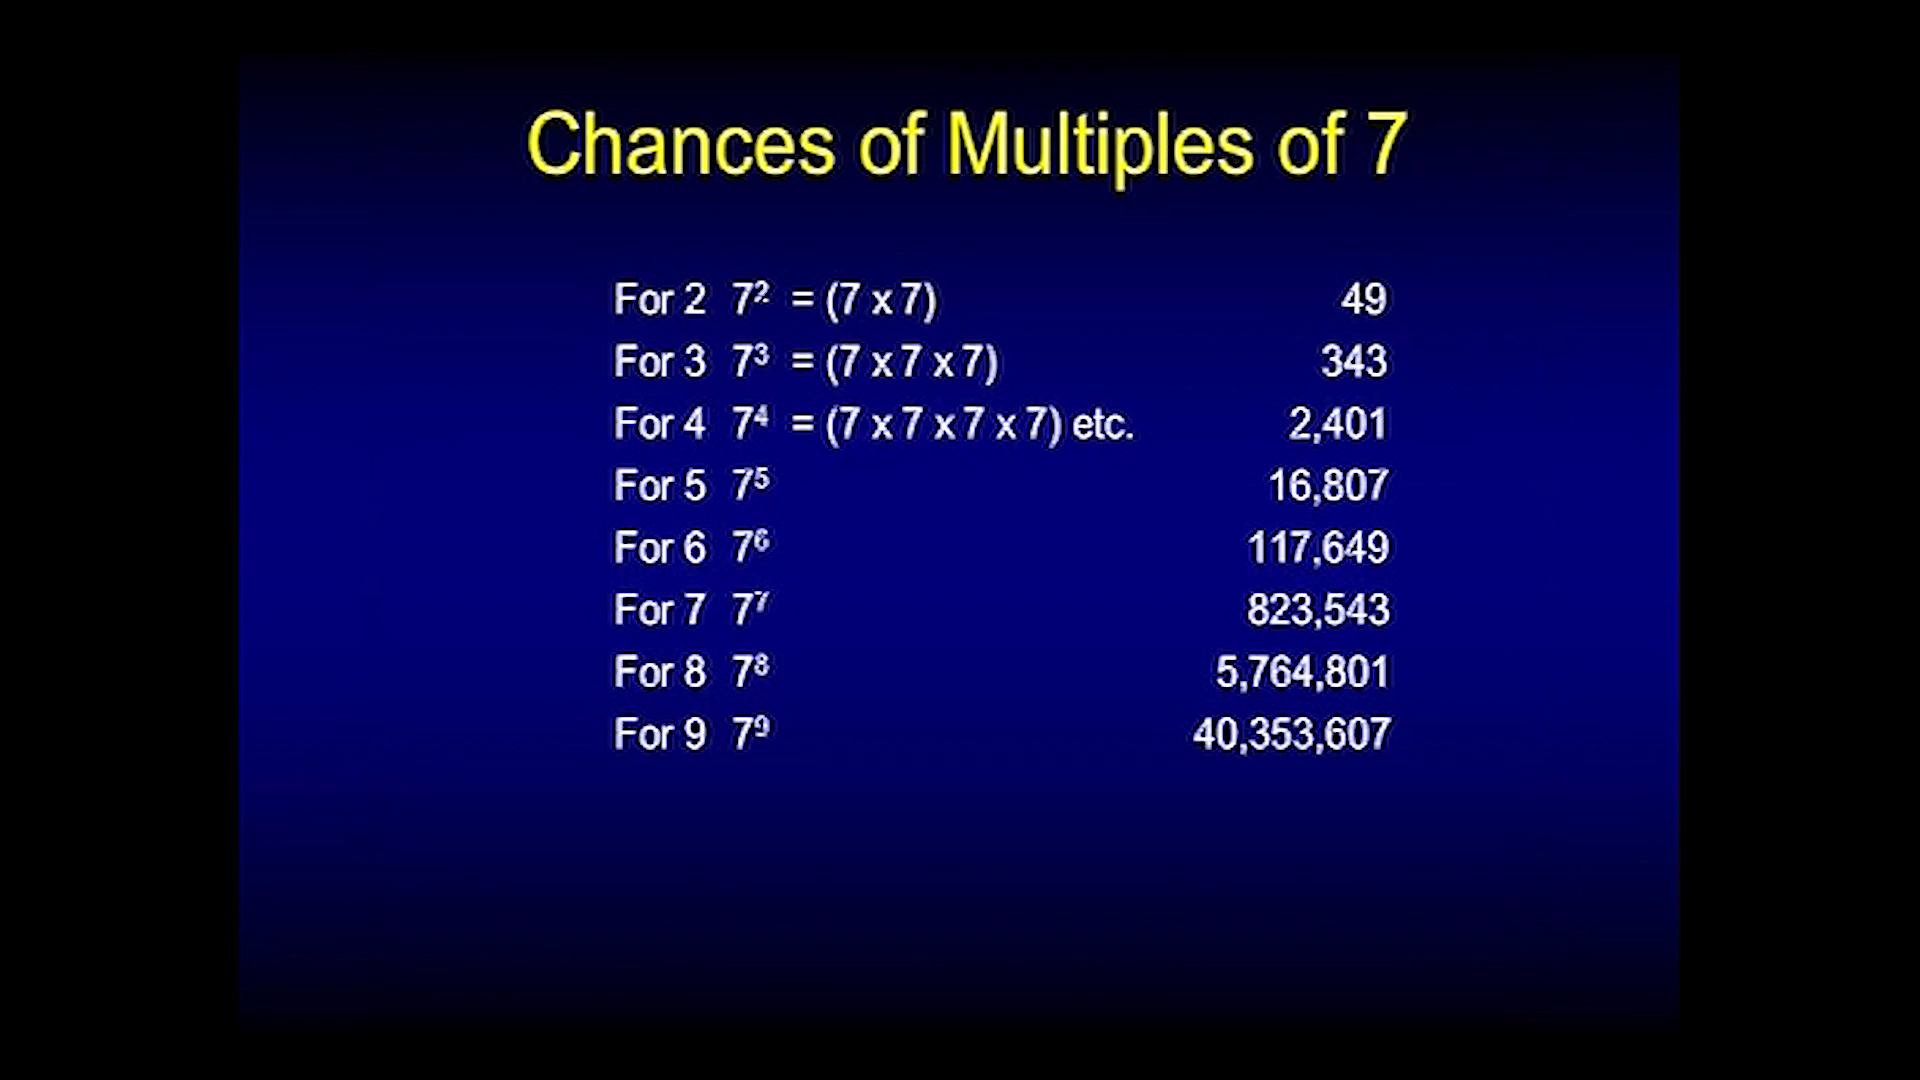 Chances of Multiples of 7
For 2 7² = (7 x 7) 49
For 3 7³ = (7 x 7 x 7) 343
For 4 7⁴ = (7 x 7 x 7 x 7) etc. 2,401
For 5 7⁵ 16,807
For 6 7⁶ 117,649
For 7 7⁷ 823,543
For 8 7⁸ 5,764,801
For 9 7⁹ 40,353,607